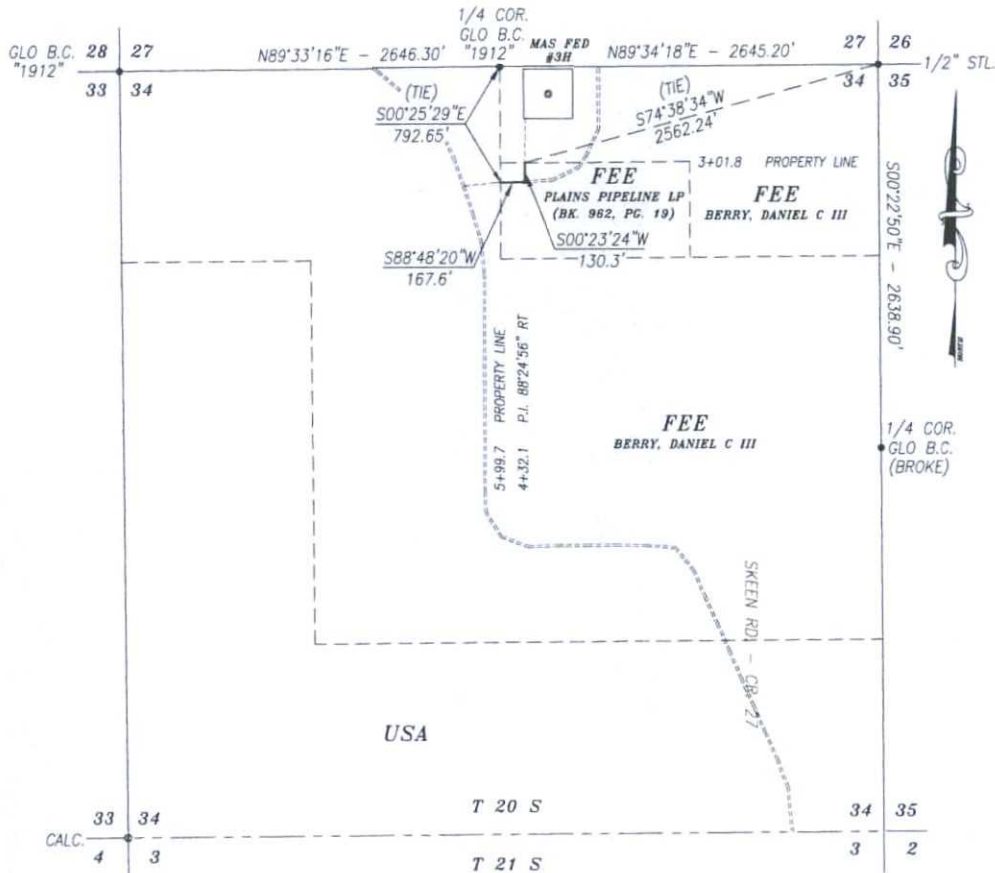 1/4 COR.
GLO B.C.
"1912"
GLO B.C.
"1912"
28 27
33 34
N89°33'16"E - 2646.30'
MAS FED
#3H
N89°34'18"E - 2645.20'
27 26
34 35
1/2" STL.
(TIE)
S00°25'29"E
792.65'
(TIE)
S74°38'34"W
2562.24'
3+01.8 PROPERTY LINE
FEE
PLAINS PIPELINE LP
(BK. 962, PG. 19)
FEE
BERRY, DANIEL C III
S00°23'24"W
130.3'
S88°48'20"W
167.6'
S00°22'50"E - 2638.90'
NORTH
5+99.7 PROPERTY LINE
4+32.1 P.I. 88°24'56" RT
FEE
BERRY, DANIEL C III
1/4 COR.
GLO B.C.
(BROKE)
SKEEN RD. - CR. 27
USA
T 20 S
33 34
34 35
CALC.
4 3
3 2
T 21 S